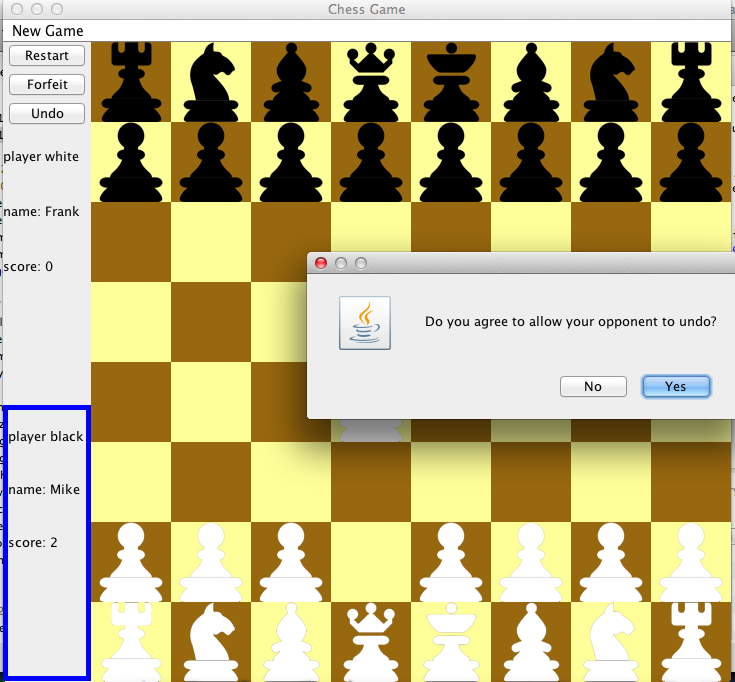 Chess Game
New Game
Restart
Forfeit
Undo
player white
name: Frank
score: 0
Do you agree to allow your opponent to undo?
No
Yes
player black
name: Mike
score: 2